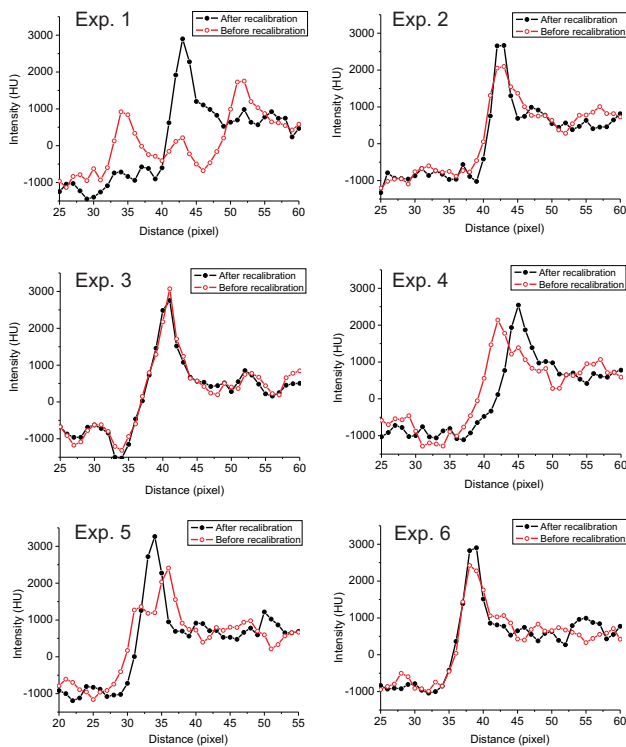 Exp. 1
After recalibration
Before recalibration
Intensity (HU)
3000
2000
1000
0
-1000
25 30 35 40 45 50 55 60
Distance (pixel)
Exp. 2
After recalibration
Before recalibration
Intensity (HU)
3000
2000
1000
0
-1000
25 30 35 40 45 50 55 60
Distance (pixel)
Exp. 3
After recalibration
Before recalibration
Intensity (HU)
3000
2000
1000
0
-1000
25 30 35 40 45 50 55 60
Distance (pixel)
Exp. 4
After recalibration
Before recalibration
Intensity (HU)
3000
2000
1000
0
-1000
25 30 35 40 45 50 55 60
Distance (pixel)
Exp. 5
After recalibration
Before recalibration
Intensity (HU)
3000
2000
1000
0
-1000
20 25 30 35 40 45 50 55
Distance (pixel)
Exp. 6
After recalibration
Before recalibration
Intensity (HU)
3000
2000
1000
0
-1000
25 30 35 40 45 50 55 60
Distance (pixel)